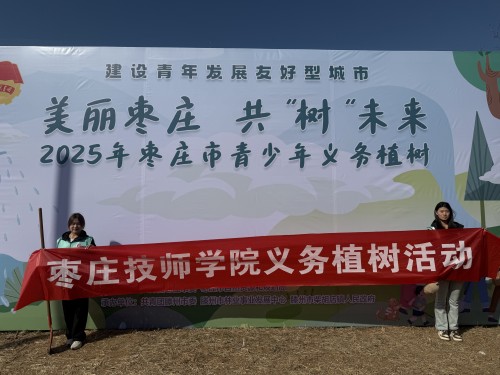 建设青年发展友好型城市
美丽枣庄 共"树"未来
2025年枣庄市青少年义务植树
枣庄技师学院义务植树活动